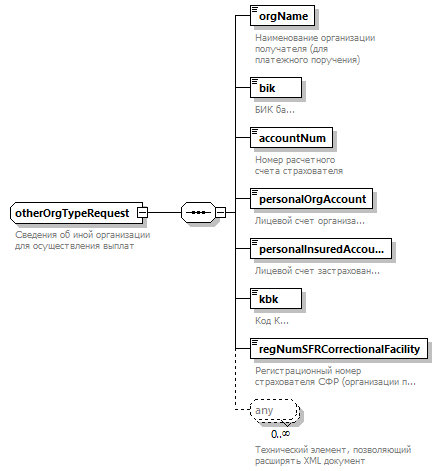 orgName
Наименование организации
получателя (для
платежного поручения)
bik
БИК ба...
accountNum
Номер расчетного
счета страхователя
otherOrgTypeRequest
Сведения об иной организации
для осуществления выплат
personalOrgAccount
Лицевой счет организа...
personalInsuredAccou...
Лицевой счет застрахован...
kbk
Код К...
regNumSFRCorrectionalFacility
Регистрационный номер
страхователя СФР (организации п...
any
0..∞
Технический элемент, позволяющий
расширять XML документ